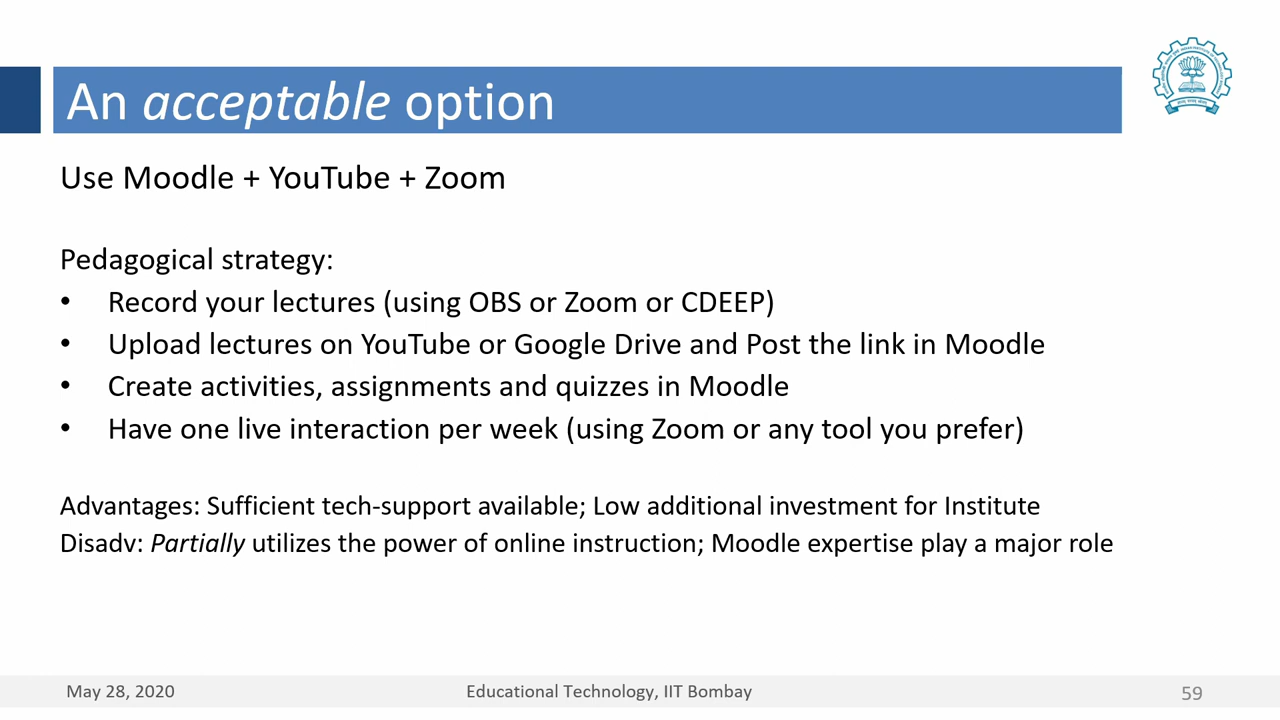 An acceptable option
Use Moodle + YouTube + Zoom
Pedagogical strategy:
• Record your lectures (using OBS or Zoom or CDEEP)
• Upload lectures on YouTube or Google Drive and Post the link in Moodle
• Create activities, assignments and quizzes in Moodle
• Have one live interaction per week (using Zoom or any tool you prefer)
Advantages: Sufficient tech-support available; Low additional investment for Institute
Disadv: Partially utilizes the power of online instruction; Moodle expertise play a major role
May 28, 2020
Educational Technology, IIT Bombay
59